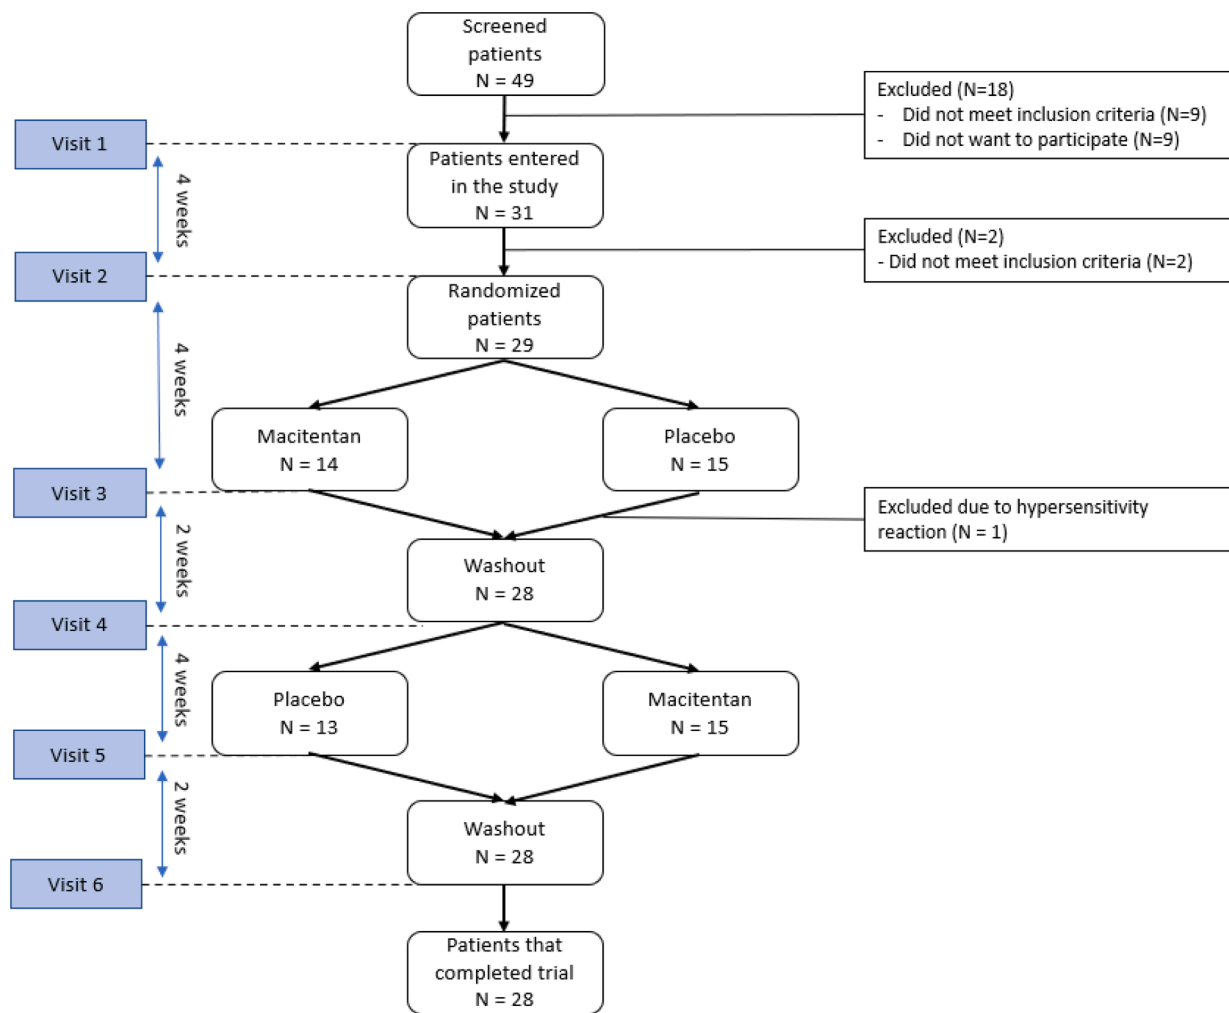 Screened
patients
N = 49
Excluded (N=18)
- Did not meet inclusion criteria (N=9)
- Did not want to participate (N=9)
Visit 1
Patients entered
in the study
N = 31
4 weeks
Excluded (N=2)
- Did not meet inclusion criteria (N=2)
Visit 2
Randomized
patients
N = 29
4 weeks
Macitentan
N = 14
Placebo
N = 15
Visit 3
Excluded due to hypersensitivity
reaction (N = 1)
2 weeks
Washout
N = 28
Visit 4
4 weeks
Placebo
N = 13
Macitentan
N = 15
Visit 5
2 weeks
Washout
N = 28
Visit 6
Patients that
completed trial
N = 28